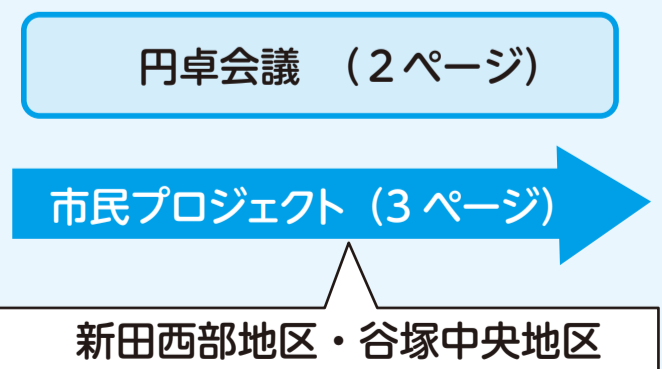 円卓会議　（２ページ）
市民プロジェクト（3 ページ）
新田西部地区・谷塚中央地区